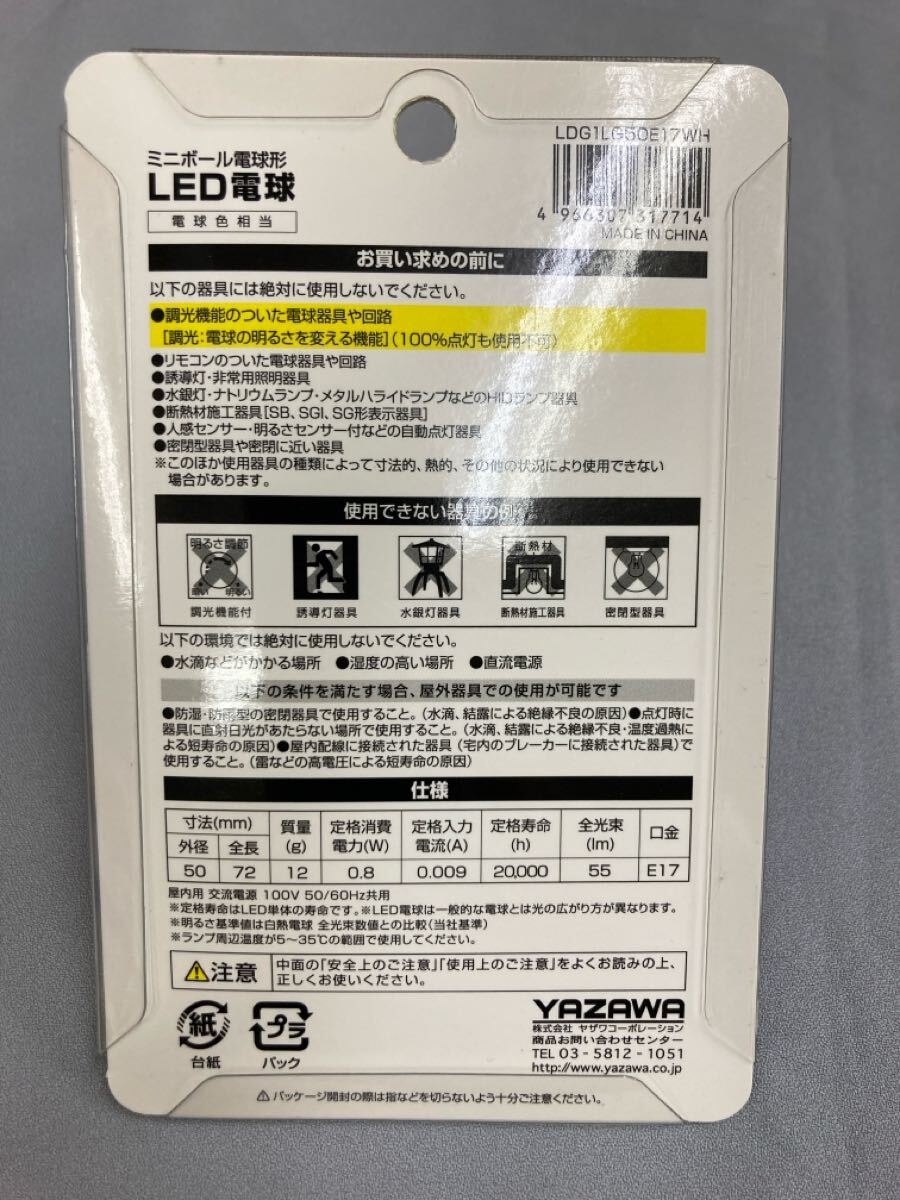 LDG1LG50E17WH
4 966307 317714
MADE IN CHINA
ミニボール電球形
LED電球
電球色相当
お買い求めの前に
以下の器具には絶対に使用しないでください。
●調光機能のついた電球器具や回路
[調光:電球の明るさを変える機能](100%点灯も使用不可)
●リモコンのついた電球器具や回路
●誘導灯・非常用照明器具
●水銀灯・ナトリウムランプ・メタルハライドランプなどのHIDランプ器具
●断熱材施工器具[SB、SGI、SG形表示器具]
●人感センサー・明るさセンサー付などの自動点灯器具
●密閉型器具や密閉に近い器具
※このほか使用器具の種類によって寸法的、熱的、その他の状況により使用できない
場合があります。
使用できない器具の例
明るさ調節
暗い 明るい
断熱材
調光機能付 誘導灯器具 水銀灯器具 断熱材施工器具 密閉型器具
以下の環境では絶対に使用しないでください。
●水滴などがかかる場所 ●湿度の高い場所 ●直流電源
以下の条件を満たす場合、屋外器具での使用が可能です
●防湿・防雨型の密閉器具で使用すること。(水滴、結露による絶縁不良の原因)●点灯時に
器具に直射日光があたらない場所で使用すること。(水滴、結露による絶縁不良・温度過熱に
よる短寿命の原因)●屋内配線に接続された器具(宅内のブレーカーに接続された器具)で
使用すること。(雷などの高電圧による短寿命の原因)
仕様
寸法(mm) 質量(g) 定格消費電力(W) 定格入力電流(A) 定格寿命(h) 全光束(lm) 口金
外径 全長
50 72 12 0.8 0.009 20,000 55 E17
屋内用 交流電源 100V 50/60Hz共用
※定格寿命はLED単体の寿命です。※LED電球は一般的な電球とは光の広がり方が異なります。
※明るさ基準値は白熱電球 全光束数値との比較(当社基準)
※ランプ周辺温度が5~35℃の範囲で使用してください。
注意
中面の「安全上のご注意」「使用上のご注意」をよくお読みの上、
正しくお使いください。
紙
台紙
プラ
パック
YAZAWA
株式会社 ヤザワコーポレーション
商品お問い合わせセンター
TEL 03-5812-1051
http://www.yazawa.co.jp
⚠パッケージ開封の際は指などを切らないよう十分ご注意ください。